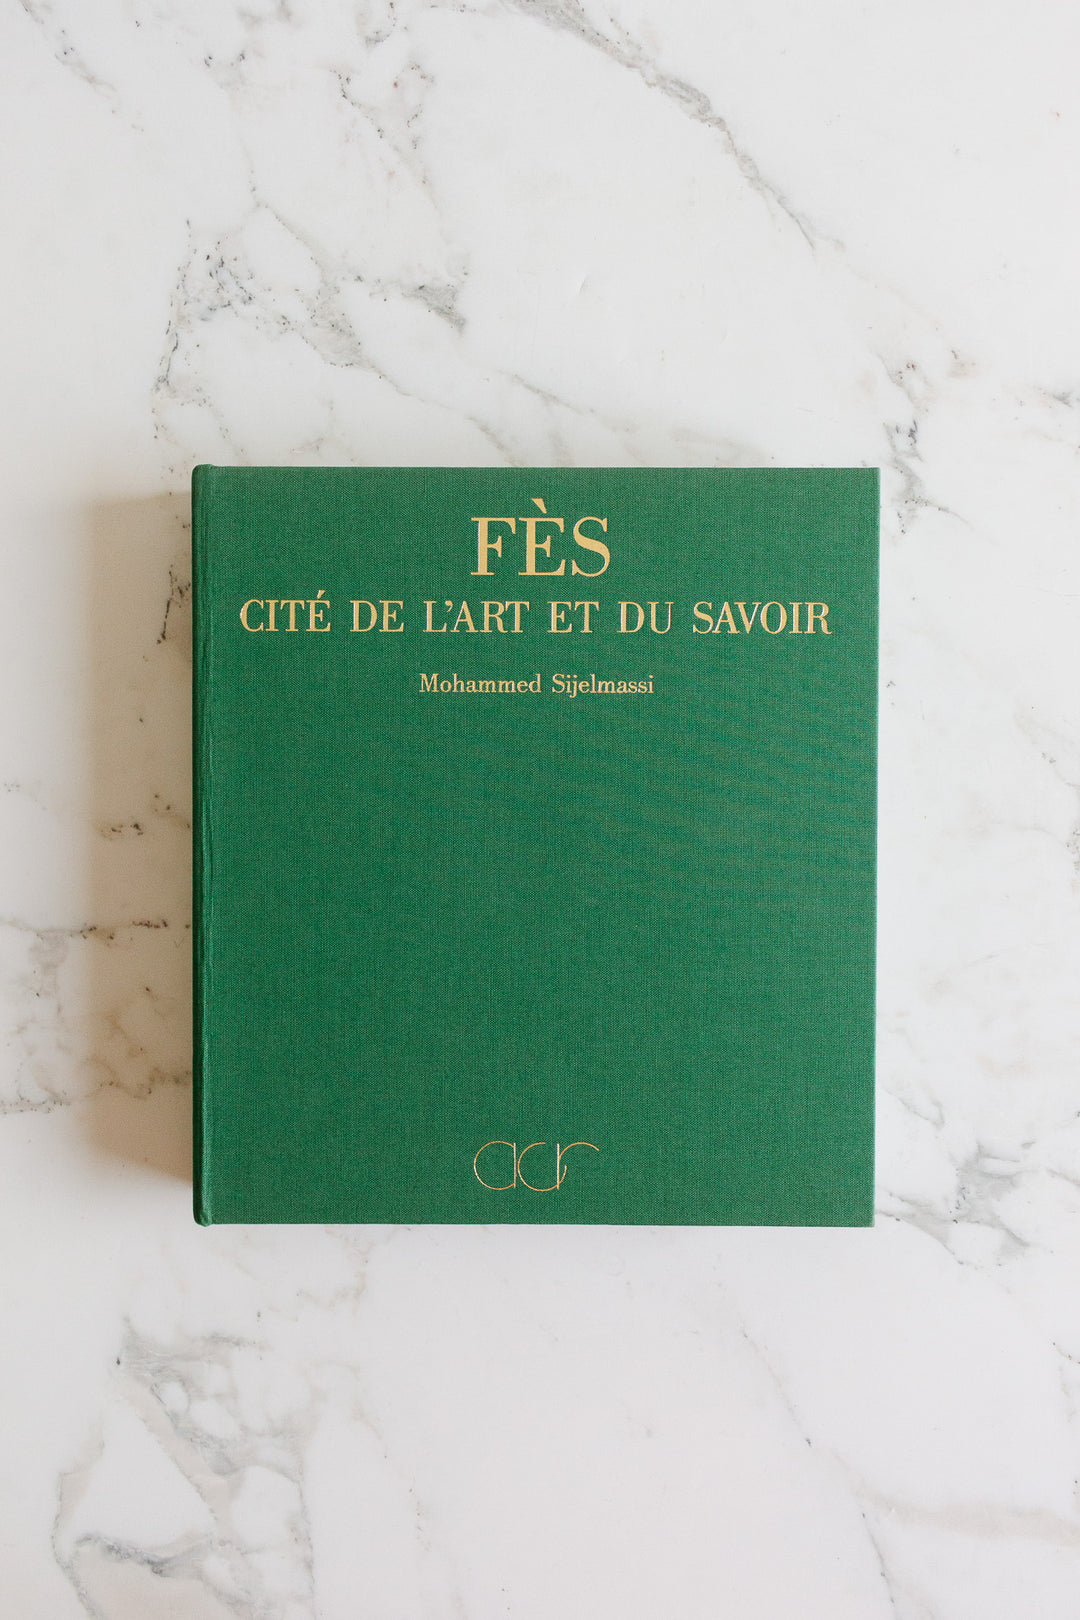 FÈS
CITÉ DE L'ART ET DU SAVOIR
Mohammed Sijelmassi
acr